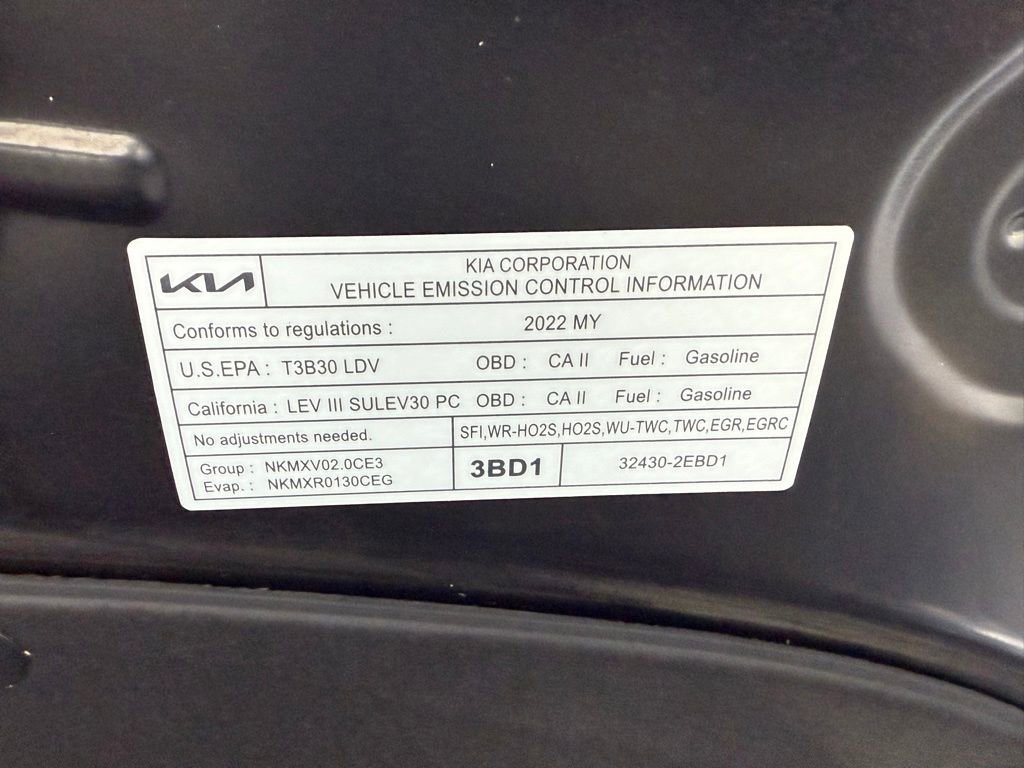 KIA
KIA CORPORATION
VEHICLE EMISSION CONTROL INFORMATION
Conforms to regulations : 2022 MY
U.S.EPA : T3B30 LDV OBD : CA II Fuel : Gasoline
California : LEV III SULEV30 PC OBD : CA II Fuel : Gasoline
No adjustments needed. SFI,WR-HO2S,HO2S,WU-TWC,TWC,EGR,EGRC
Group : NKMXV02.0CE3
Evap. : NKMXR0130CEG
3BD1 32430-2EBD1